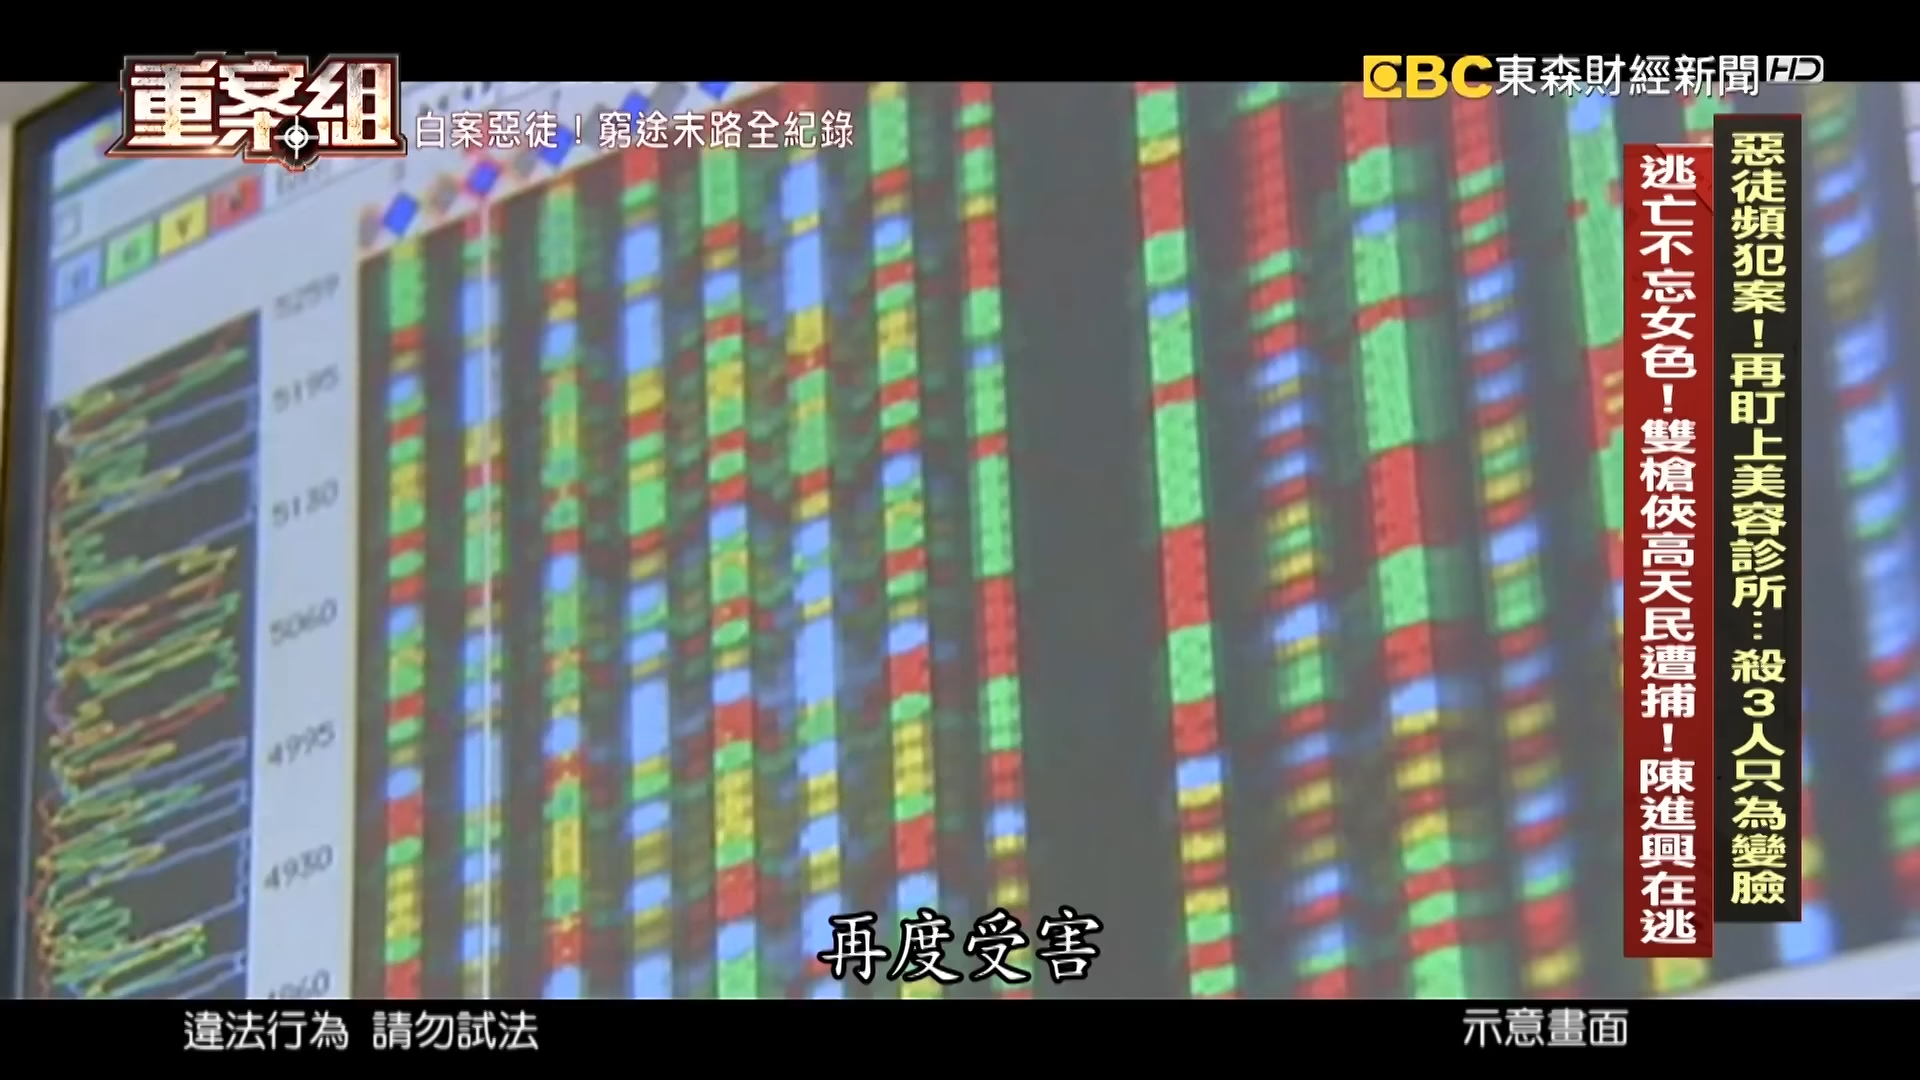 重案組
白案惡徒！窮途末路全紀錄
EBC東森財經新聞HD
惡徒頻犯案！再盯上美容診所…殺3人只為變臉
逃亡不忘女色！雙槍俠高天民遭捕！陳進興在逃
5259
5195
5130
5060
4995
4930
再度受害
違法行為 請勿試法
示意畫面